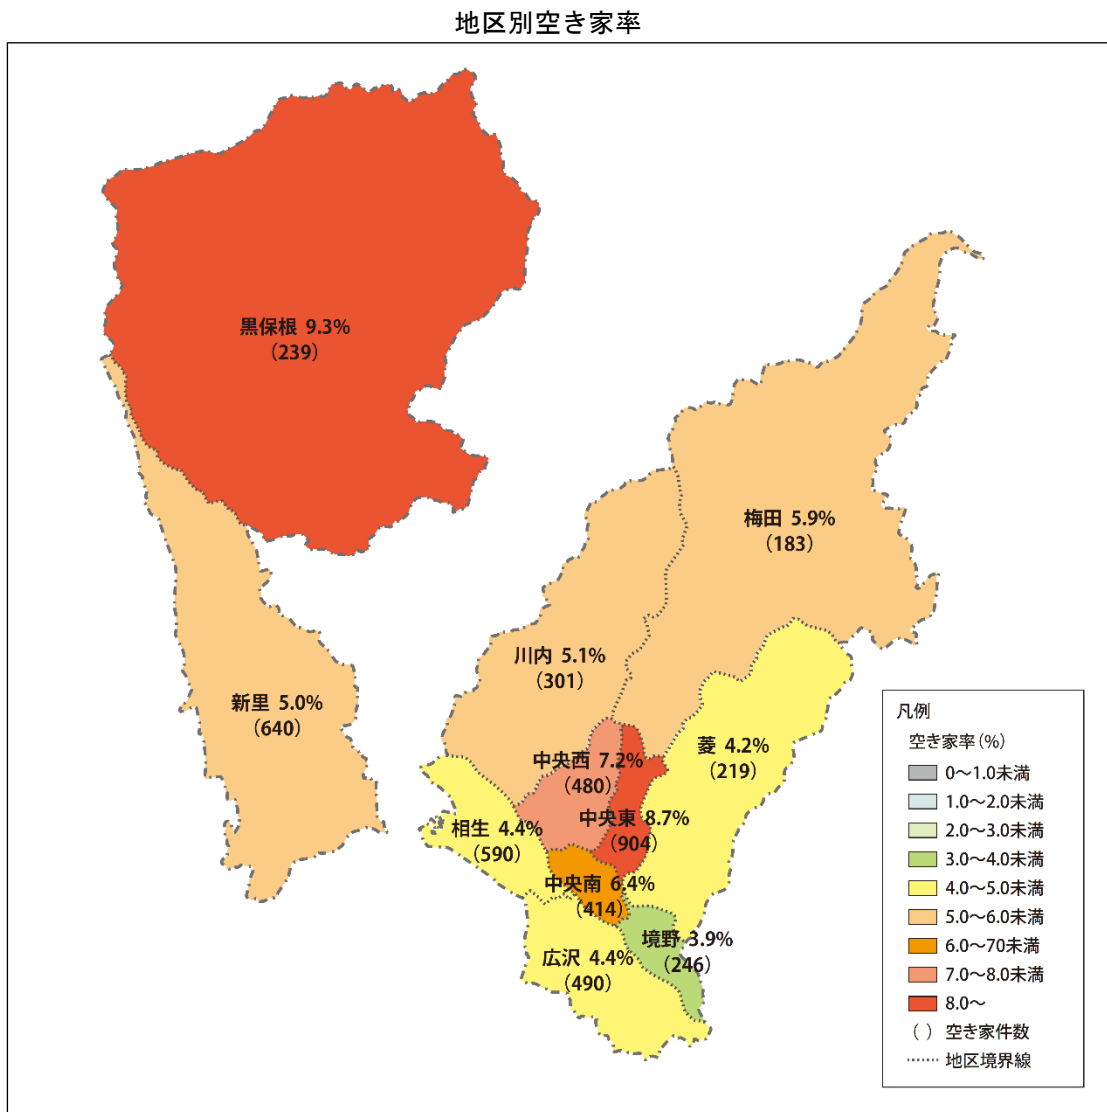 地区別空き家率
黒保根 9.3%
（239）
梅田 5.9%
（183）
川内 5.1%
（301）
新里 5.0%
（640）
菱 4.2%
（219）
中央西 7.2%
（480）
中央東 8.7%
（904）
相生 4.4%
（590）
中央南 6.4%
（414）
境野 3.9%
（246）
広沢 4.4%
（490）
凡例
空き家率（%）
0〜1.0未満
1.0〜2.0未満
2.0〜3.0未満
3.0〜4.0未満
4.0〜5.0未満
5.0〜6.0未満
6.0〜70未満
7.0〜8.0未満
8.0〜
（ ） 空き家件数
地区境界線